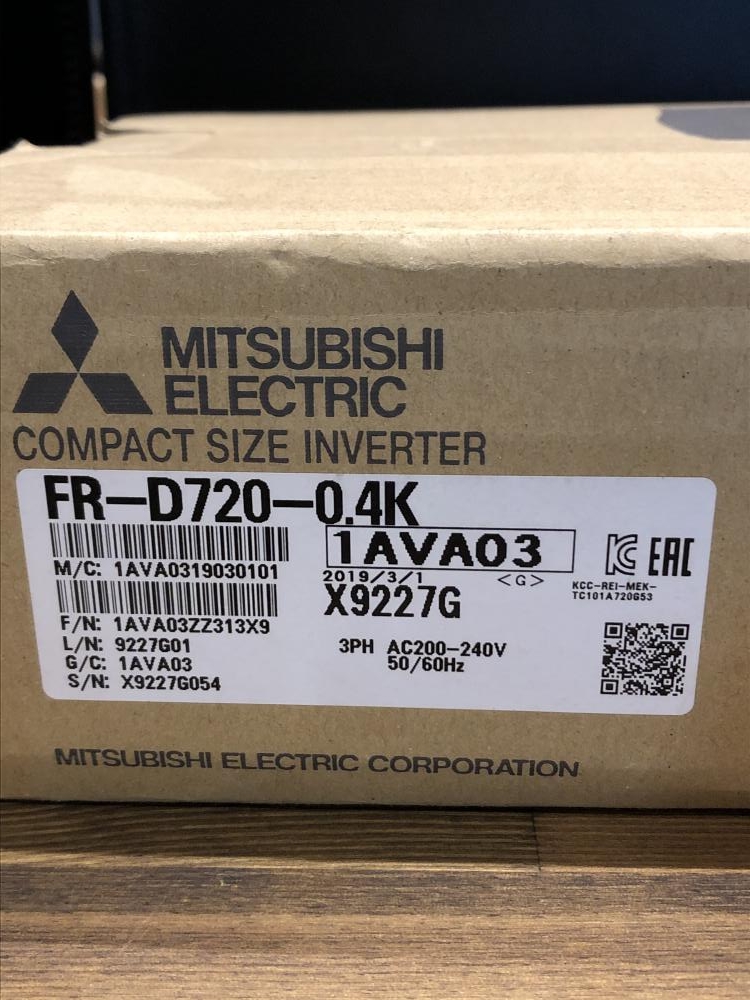 MITSUBISHI
ELECTRIC
COMPACT SIZE INVERTER
FR-D720-0.4K
1AVA03
M/C: 1AVA0319030101
2019/3/1 <G>
X9227G
KCC-REI-MEK-
TC101A720G53
EAC
F/N: 1AVA03ZZ313X9
L/N: 9227G01
G/C: 1AVA03
S/N: X9227G054
3PH AC200-240V
50/60Hz
MITSUBISHI ELECTRIC CORPORATION